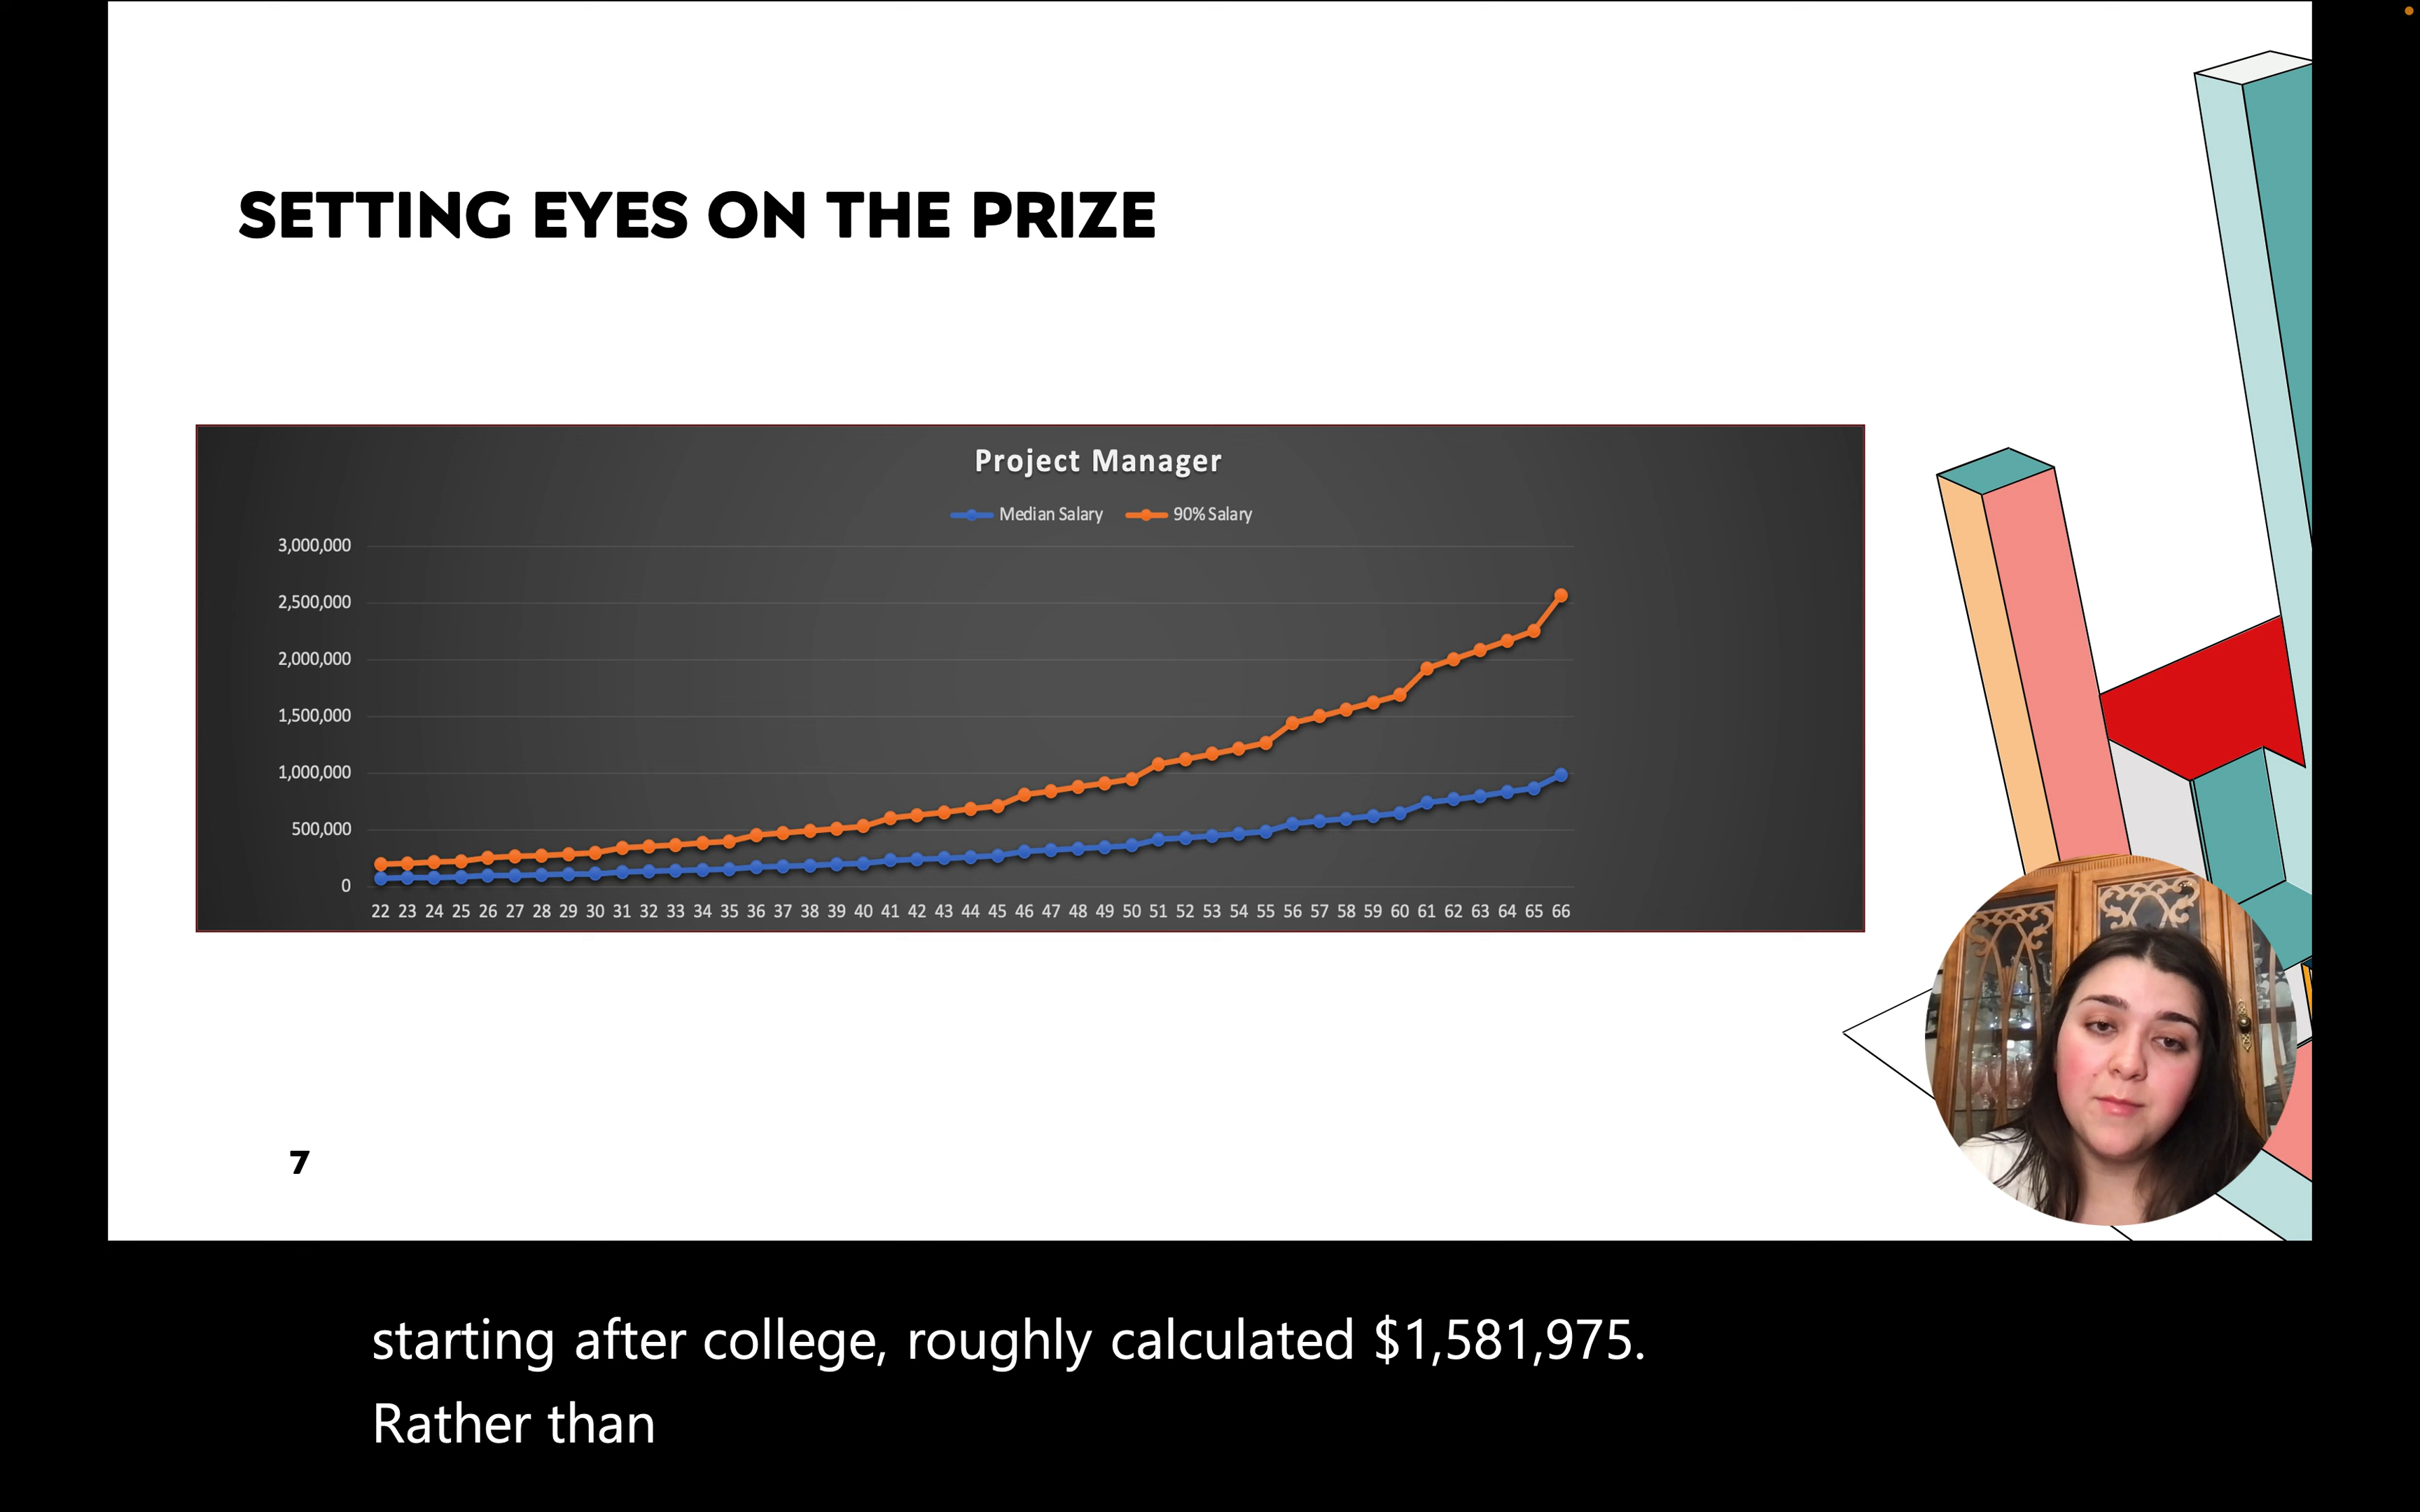 SETTING EYES ON THE PRIZE
Project Manager
Median Salary 90% Salary
3,000,000
2,500,000
2,000,000
1,500,000
1,000,000
500,000
0
22 23 24 25 26 27 28 29 30 31 32 33 34 35 36 37 38 39 40 41 42 43 44 45 46 47 48 49 50 51 52 53 54 55 56 57 58 59 60 61 62 63 64 65 66
7
starting after college, roughly calculated $1,581,975.
Rather than